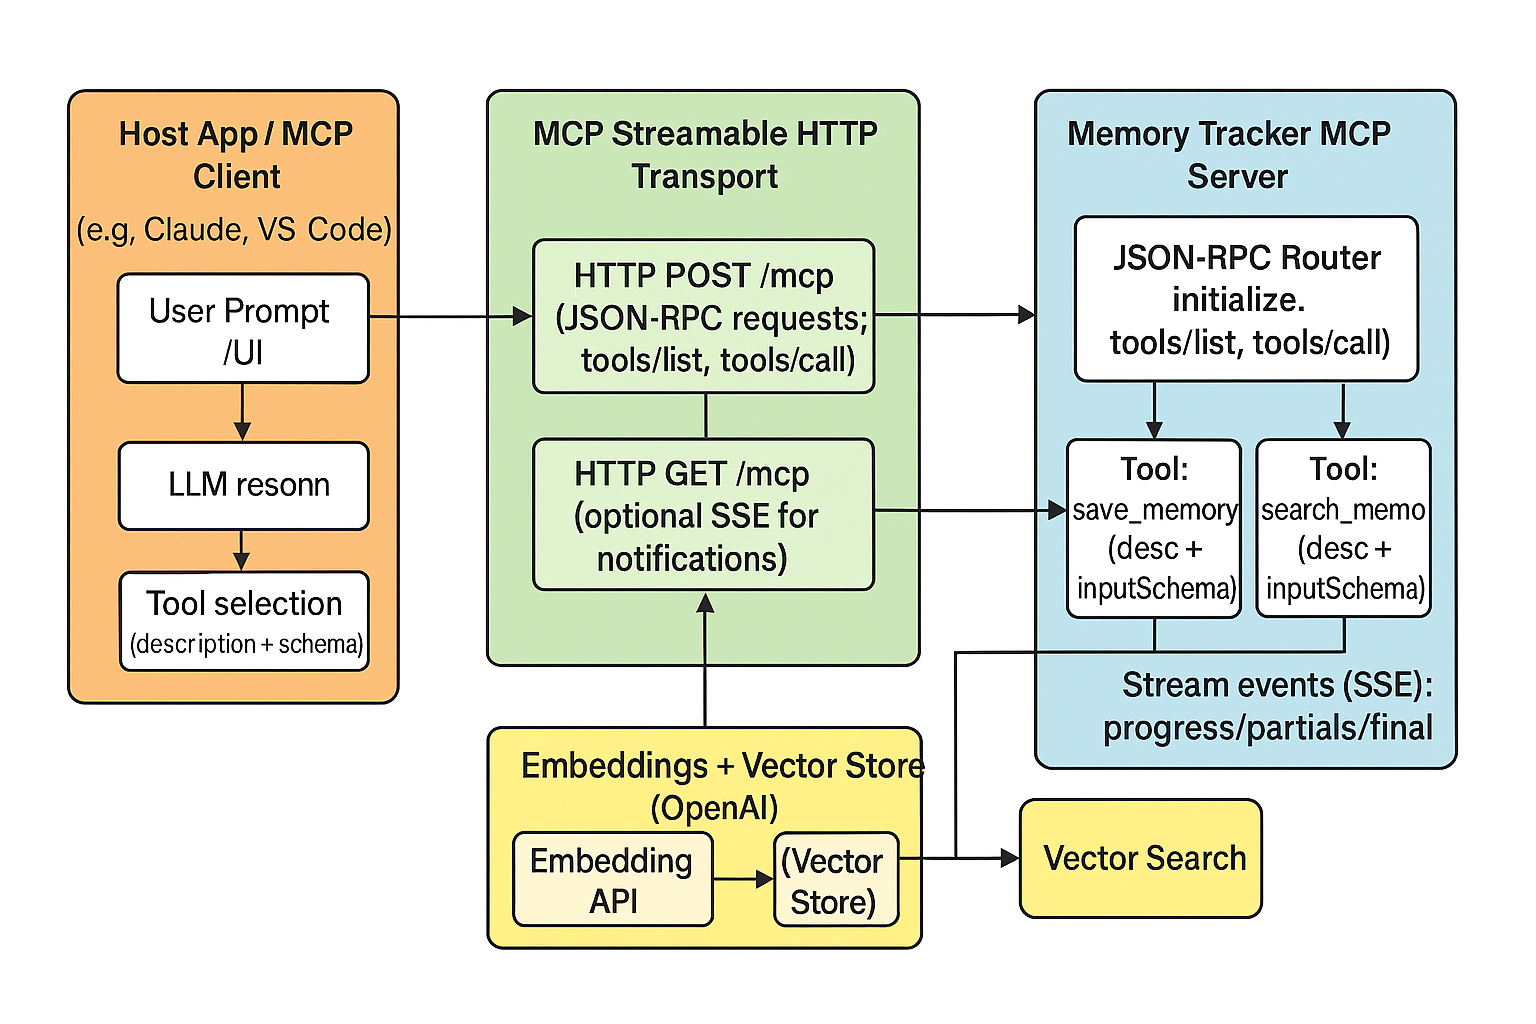 Host App / MCP
Client
(e.g, Claude, VS Code)
User Prompt
/UI
LLM resonn
Tool selection
(description + schema)
MCP Streamable HTTP
Transport
HTTP POST /mcp
(JSON-RPC requests;
tools/list, tools/call)
HTTP GET /mcp
(optional SSE for
notifications)
Memory Tracker MCP
Server
JSON-RPC Router
initialize.
tools/list, tools/call)
Tool:
save_memory
(desc +
inputSchema)
Tool:
search_memo
(desc +
inputSchema)
Stream events (SSE):
progress/partials/final
Embeddings + Vector Store
(OpenAI)
Embedding
API
(Vector
Store)
Vector Search